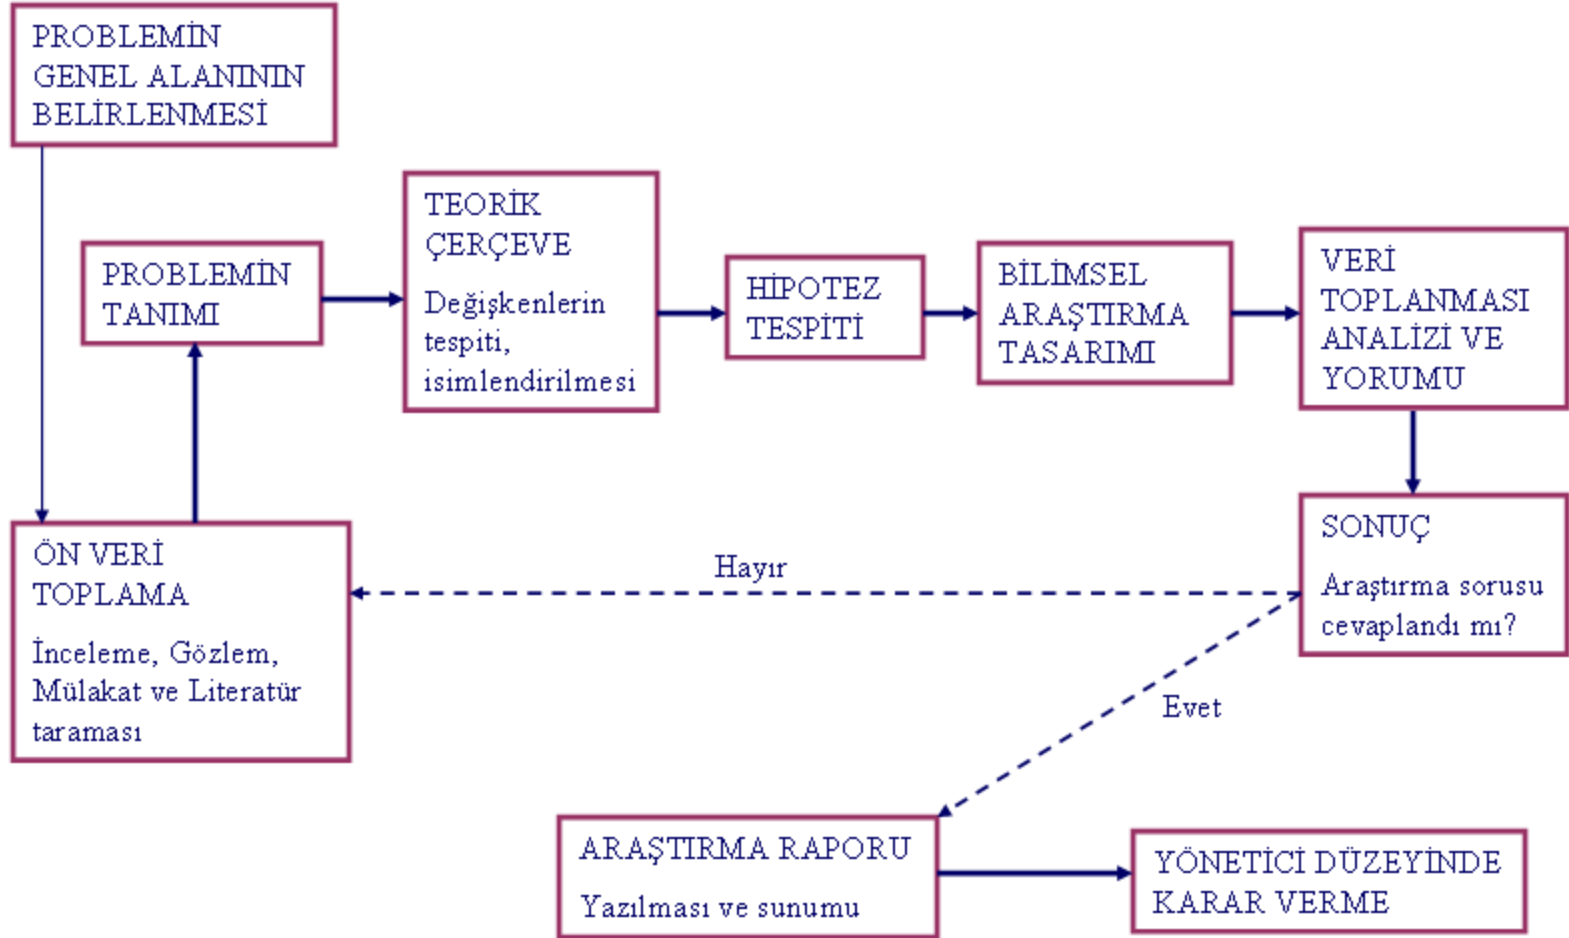 PROBLEMİN
GENEL ALANININ
BELİRLENMESİ
TEORİK
ÇERÇEVE
Değişkenlerin
tespiti,
isimlendirilmesi
PROBLEMİN
TANIMI
HİPOTEZ
TESPİTİ
BİLİMSEL
ARAŞTIRMA
TASARIMI
VERİ
TOPLANMASI
ANALİZİ VE
YORUMU
ÖN VERİ
TOPLAMA
İnceleme, Gözlem,
Mülakat ve Literatür
taraması
Hayır
SONUÇ
Araştırma sorusu
cevaplandı mı?
Evet
ARAŞTIRMA RAPORU
Yazılması ve sunumu
YÖNETİCİ DÜZEYİNDE
KARAR VERME